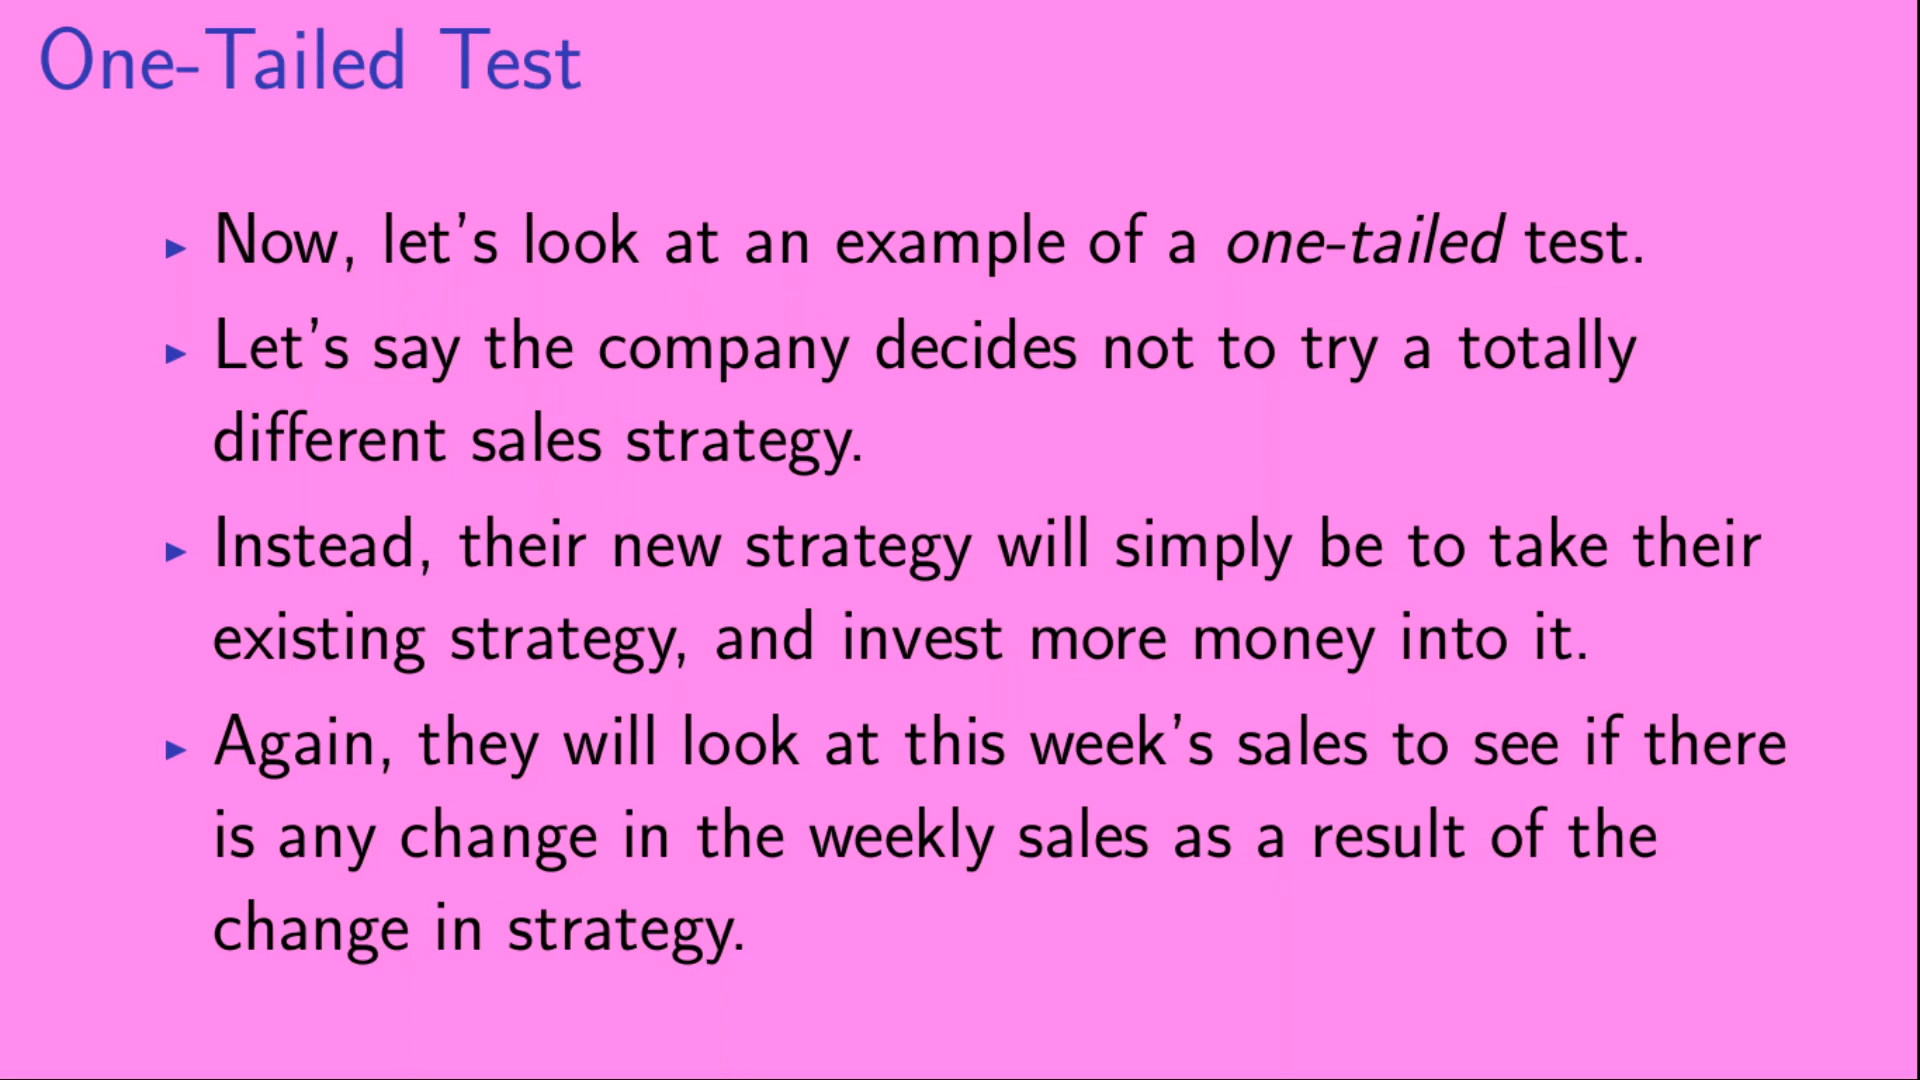 One-Tailed Test
▶ Now, let's look at an example of a one-tailed test.
▶ Let's say the company decides not to try a totally
different sales strategy.
▶ Instead, their new strategy will simply be to take their
existing strategy, and invest more money into it.
▶ Again, they will look at this week's sales to see if there
is any change in the weekly sales as a result of the
change in strategy.